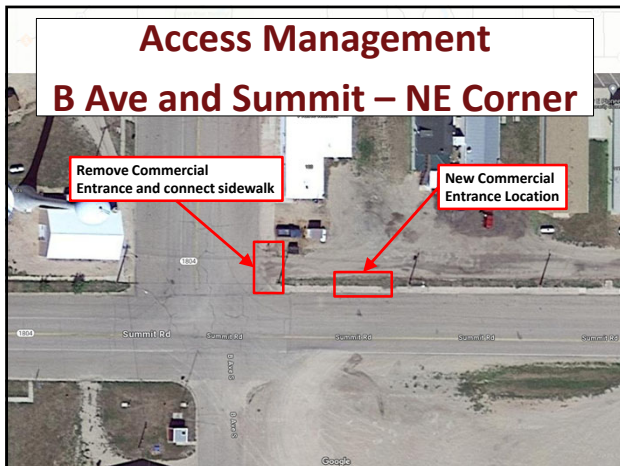 Access Management
B Ave and Summit – NE Corner
Remove Commercial
Entrance and connect sidewalk
New Commercial
Entrance Location
1804
1804
Summit Rd
Summit Rd
Summit Rd
Summit Rd
Summit Rd
B Ave S
B Ave S
Google